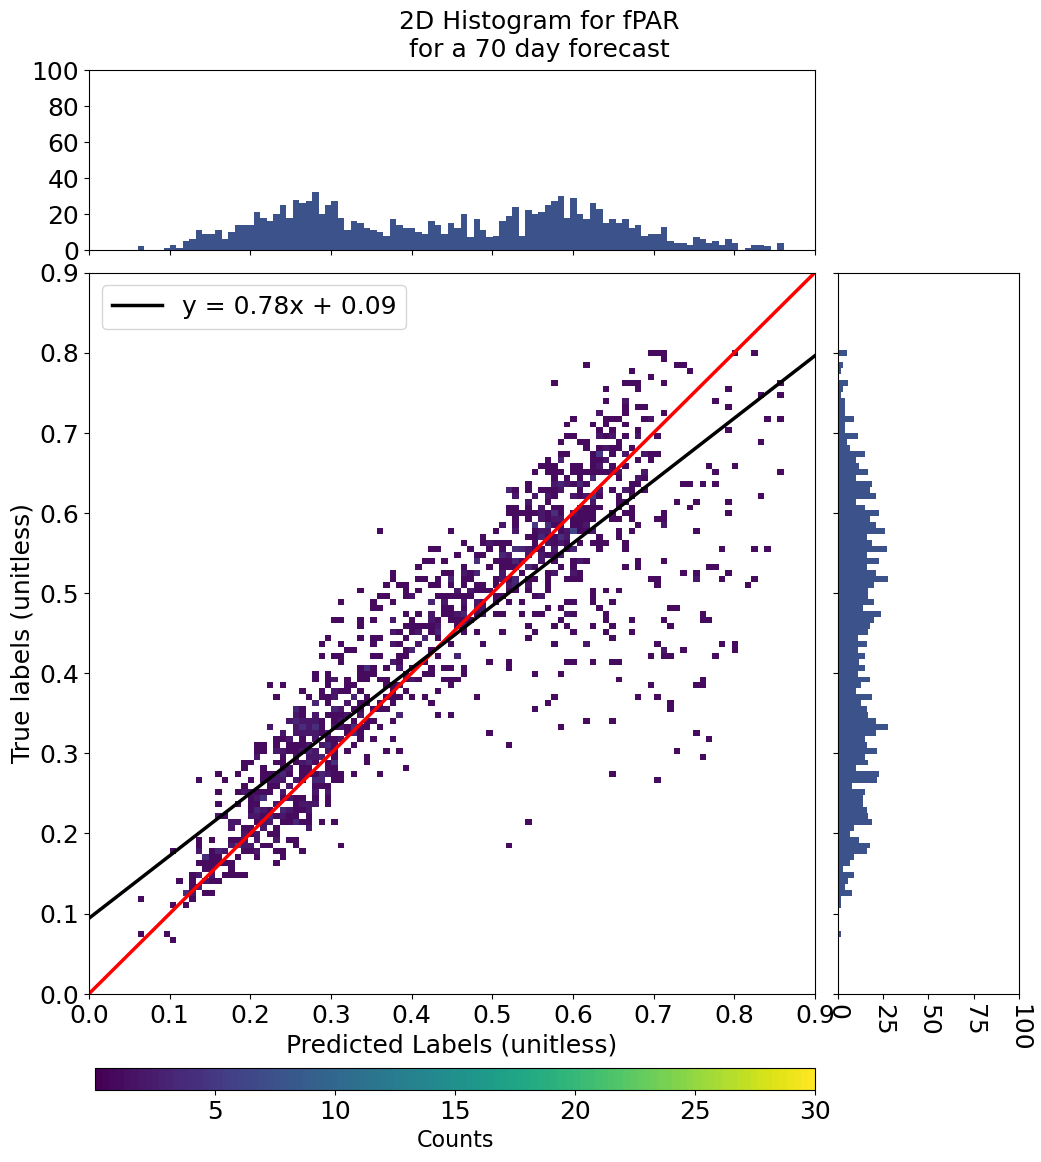 2D Histogram for fPAR
for a 70 day forecast
100
80
60
40
20
0
0.9
0.8
0.7
0.6
0.5
0.4
0.3
0.2
0.1
0.0
True labels (unitless)
y = 0.78x + 0.09
0.0 0.1 0.2 0.3 0.4 0.5 0.6 0.7 0.8 0.9
Predicted Labels (unitless)
0 25 50 75 100
5 10 15 20 25 30
Counts